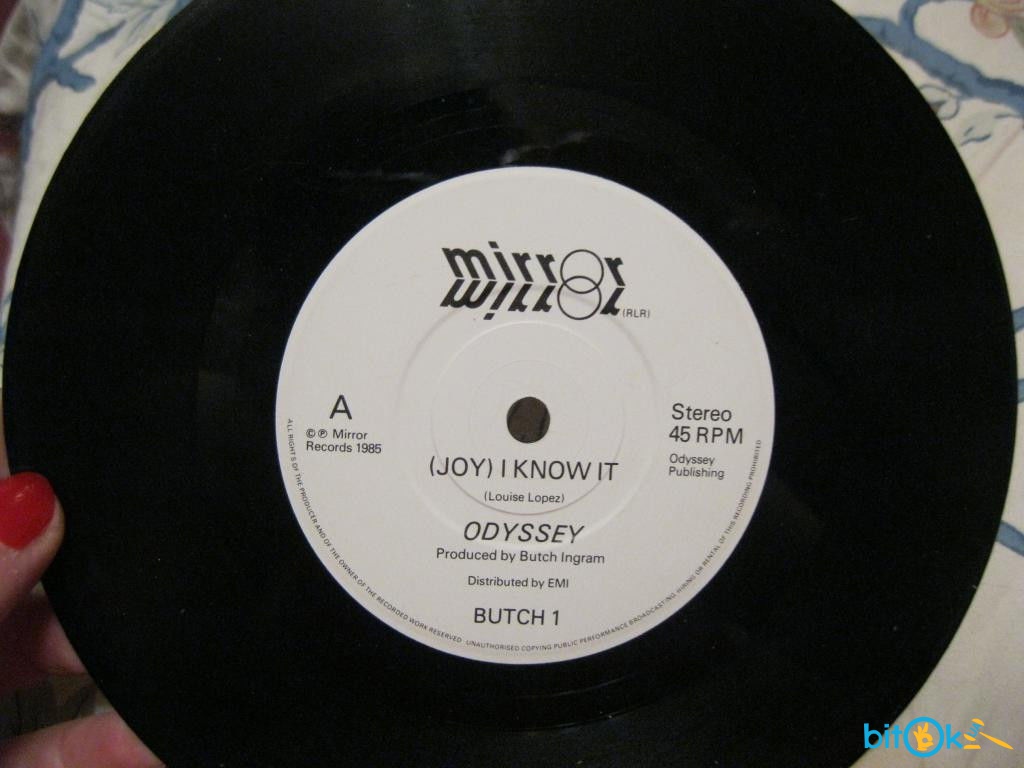 mirror
(RLR)
A
℗ Mirror
Records 1985
Stereo
45 RPM
Odyssey
Publishing
(JOY) I KNOW IT
(Louise Lopez)
ODYSSEY
Produced by Butch Ingram
Distributed by EMI
BUTCH 1
ALL RIGHTS OF THE PRODUCER AND OF THE OWNER OF THE RECORDED WORK RESERVED UNAUTHORISED COPYING PUBLIC PERFORMANCE BROADCASTING HIRING OR RENTAL OF THIS RECORDING PROHIBITED
bitOk